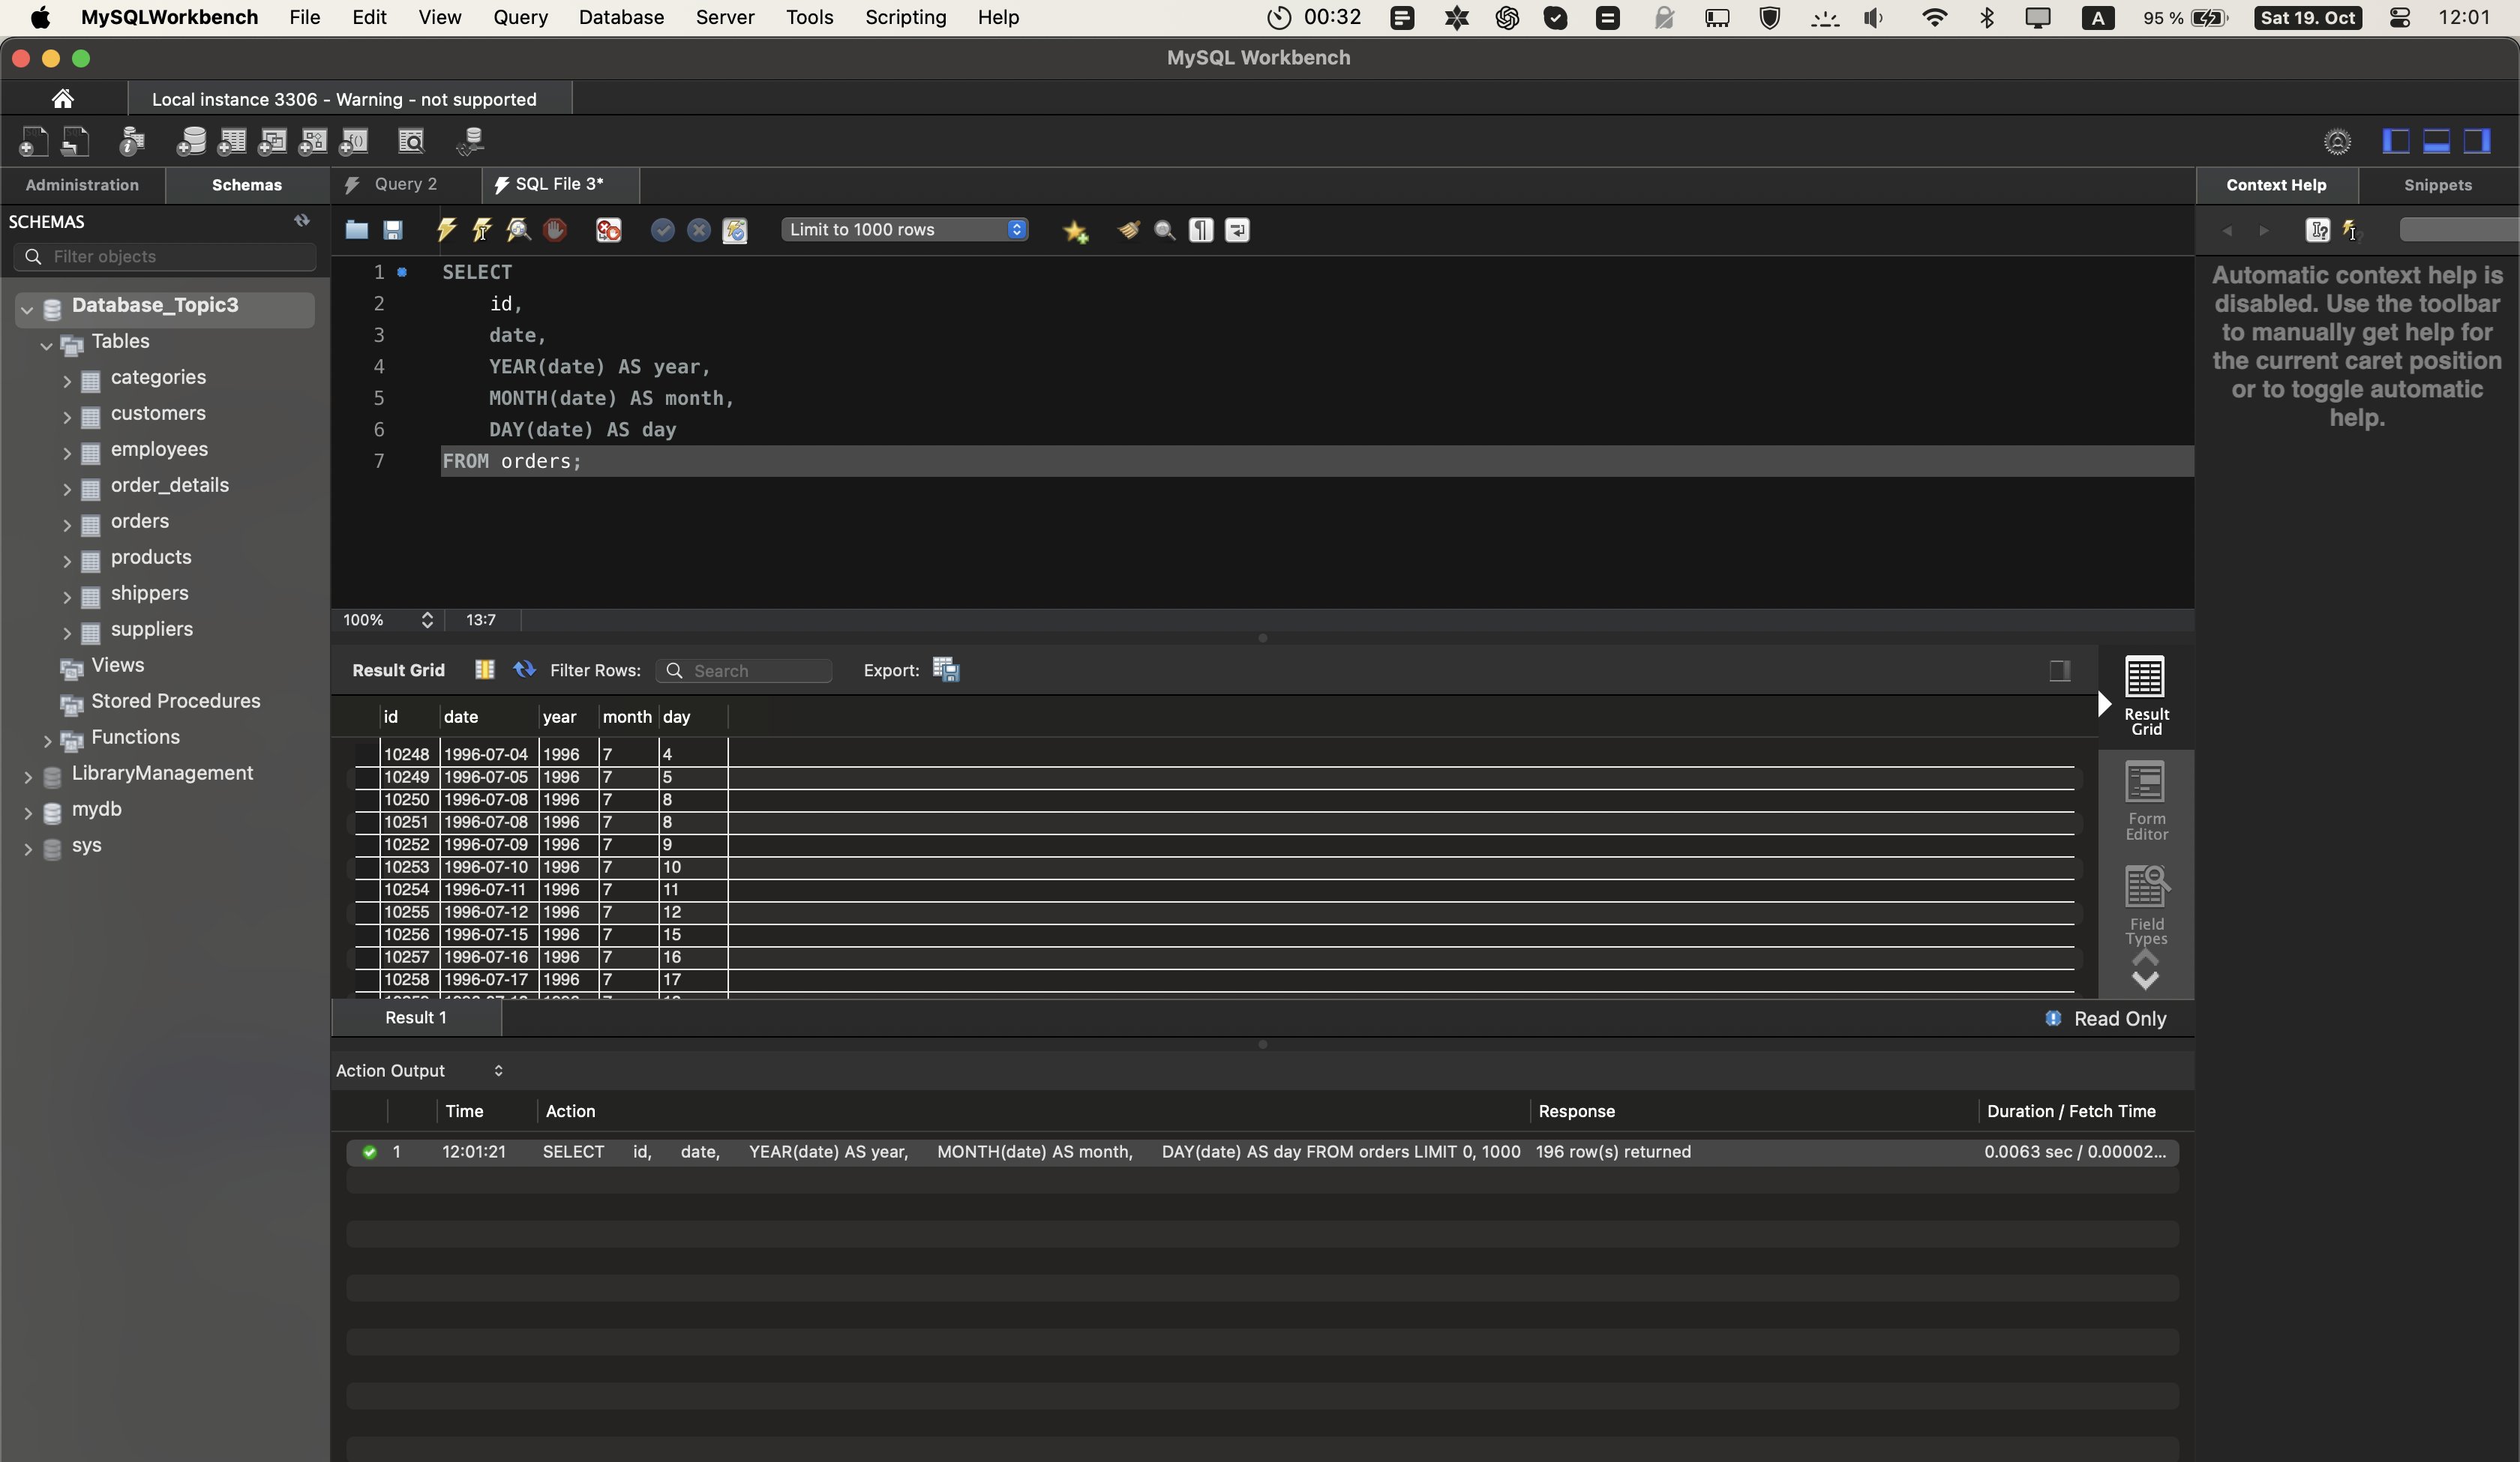 MySQLWorkbench File Edit View Query Database Server Tools Scripting Help 00:32 A 95 % Sat 19. Oct 12:01
MySQL Workbench
Local instance 3306 - Warning - not supported
Administration Schemas
SCHEMAS
Filter objects
Database_Topic3
Tables
categories
customers
employees
order_details
orders
products
shippers
suppliers
Views
Stored Procedures
Functions
LibraryManagement
mydb
sys
Query 2 SQL File 3*
Limit to 1000 rows
1 SELECT
2 id,
3 date,
4 YEAR(date) AS year,
5 MONTH(date) AS month,
6 DAY(date) AS day
7 FROM orders;
100% 13:7
Result Grid Filter Rows: Search Export:
id date year month day
10248 1996-07-04 1996 7 4
10249 1996-07-05 1996 7 5
10250 1996-07-08 1996 7 8
10251 1996-07-08 1996 7 8
10252 1996-07-09 1996 7 9
10253 1996-07-10 1996 7 10
10254 1996-07-11 1996 7 11
10255 1996-07-12 1996 7 12
10256 1996-07-15 1996 7 15
10257 1996-07-16 1996 7 16
10258 1996-07-17 1996 7 17
Result
Grid
Form
Editor
Field
Types
Result 1 Read Only
Action Output
Time Action Response Duration / Fetch Time
1 12:01:21 SELECT id, date, YEAR(date) AS year, MONTH(date) AS month, DAY(date) AS day FROM orders LIMIT 0, 1000 196 row(s) returned 0.0063 sec / 0.00002...
Context Help Snippets
Automatic context help is
disabled. Use the toolbar
to manually get help for
the current caret position
or to toggle automatic
help.